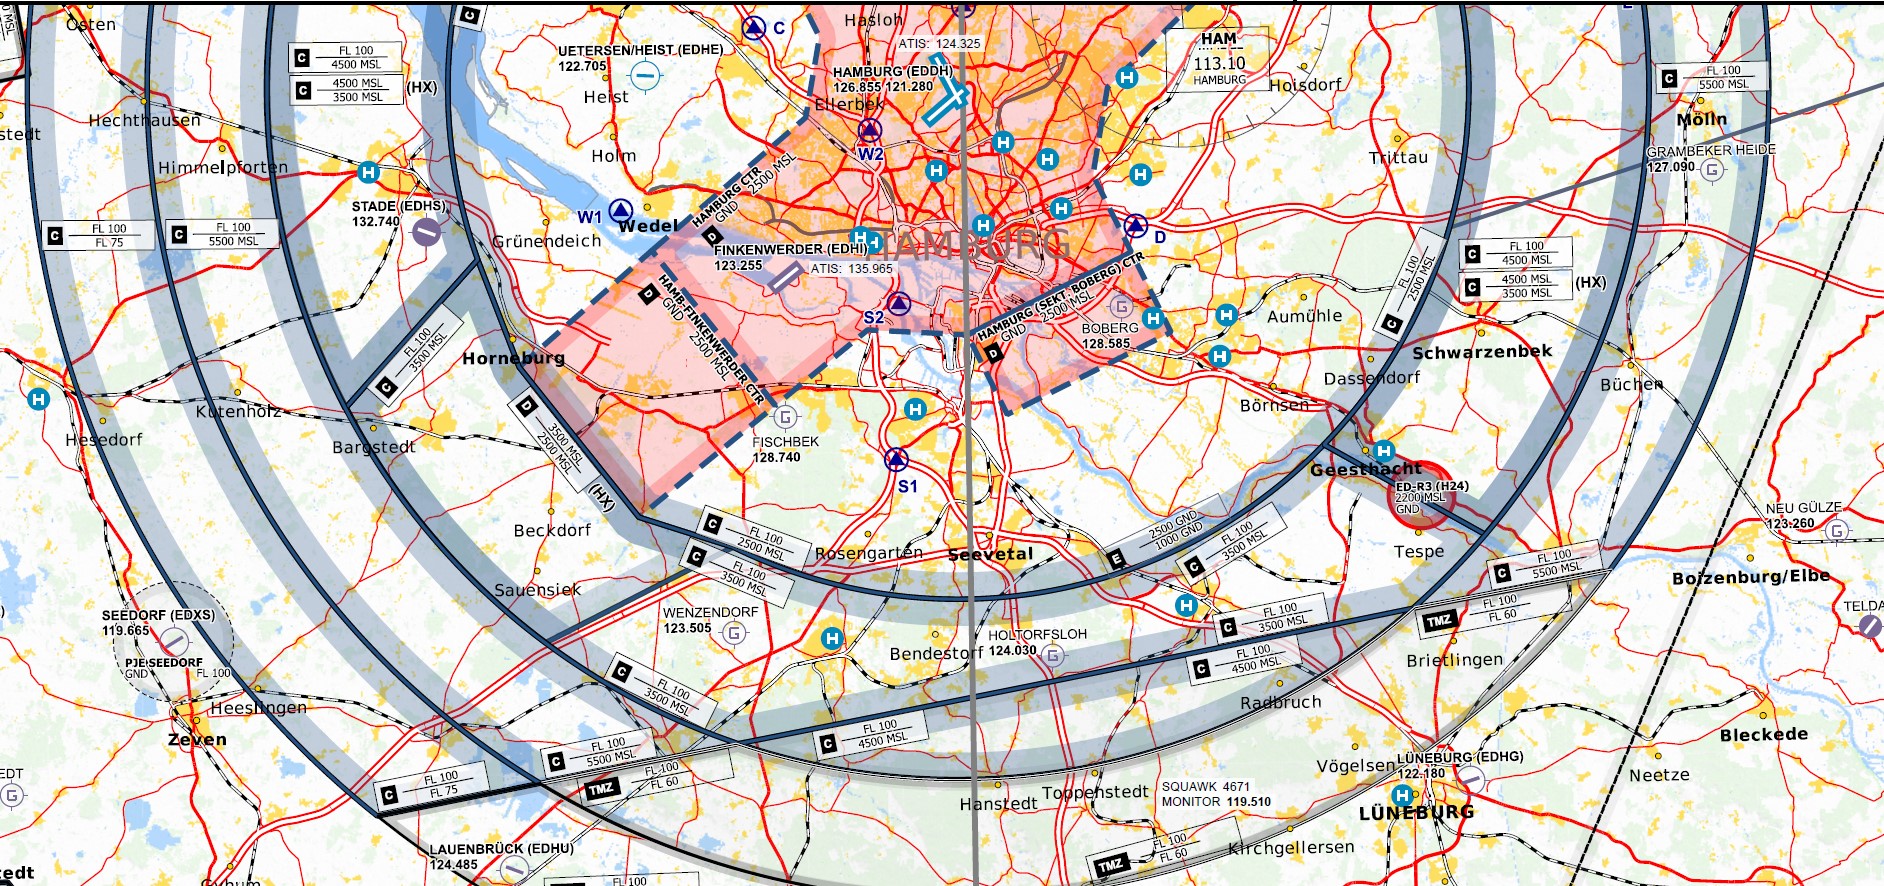 Osten
Hasloh
C
C
ATIS: 124.325
HAM
113.10
HAMBURG
C
FL 100
4500 MSL
C
4500 MSL
3500 MSL
(HX)
UETERSEN/HEIST (EDHE)
122.705
Heist
HAMBURG (EDDH)
126.855 121.280
Ellerbek
H
Hoisdorf
C
FL 100
5500 MSL
Mölln
Hechthausen
Himmelpforten
H
Holm
W2
H
H
H
H
Trittau
GRAMBEKER HEIDE
127.090
G
STADE (EDHS)
132.740
W1
Wedel
HAMBURG CTR
2500 MSL
GND
D
H
H
D
C
FL 100
FL 75
C
FL 100
5500 MSL
Grünendeich
FINKENWERDER (EDHI)
123.255
ATIS: 135.965
H
H
HAMBURG
C
FL 100
4500 MSL
C
4500 MSL
3500 MSL
(HX)
FL 100
2500 MSL
C
D
HAMB-FINKENWERDER CTR
GND
2500 MSL
S2
HAMBURG (SEKT. BOBERG) CTR
2500 MSL
GND
D
G
BOBERG
128.585
H
H
H
Aumühle
Schwarzenbek
Dassendorf
Büchen
Börnsen
Horneburg
C
FL 100
3500 MSL
H
Hesedorf
Kutenholz
Bargstedt
D
3500 MSL
2500 MSL
(HX)
G
FISCHBEK
128.740
H
S1
H
Geesthacht
ED-R3 (H24)
2200 MSL
GND
Tespe
NEU GÜLZE
123.260
G
Beckdorf
C
FL 100
2500 MSL
C
FL 100
3500 MSL
Rosengarten
Seevetal
E
2500 GND
1000 GND
C
FL 100
3500 MSL
C
FL 100
5500 MSL
Boizenburg/Elbe
Sauensiek
SEEDORF (EDXS)
119.665
PJE SEEDORF
GND
FL 100
WENZENDORF
123.505
G
H
Bendestorf
HOLTORFSLOH
124.030
G
H
C
FL 100
3500 MSL
C
FL 100
4500 MSL
TMZ
FL 100
FL 60
Brietlingen
Heeslingen
Zeven
C
FL 100
3500 MSL
C
FL 100
4500 MSL
Radbruch
Bleckede
C
FL 100
5500 MSL
TMZ
FL 100
FL 60
C
FL 100
FL 75
G
Hanstedt
Toppenstedt
SQUAWK 4671
MONITOR 119.510
Vögelsen
LÜNEBURG (EDHG)
122.180
H
LÜNEBURG
Neetze
LAUENBRÜCK (EDHU)
124.485
TMZ
FL 100
FL 60
Kirchgellersen
FL 100